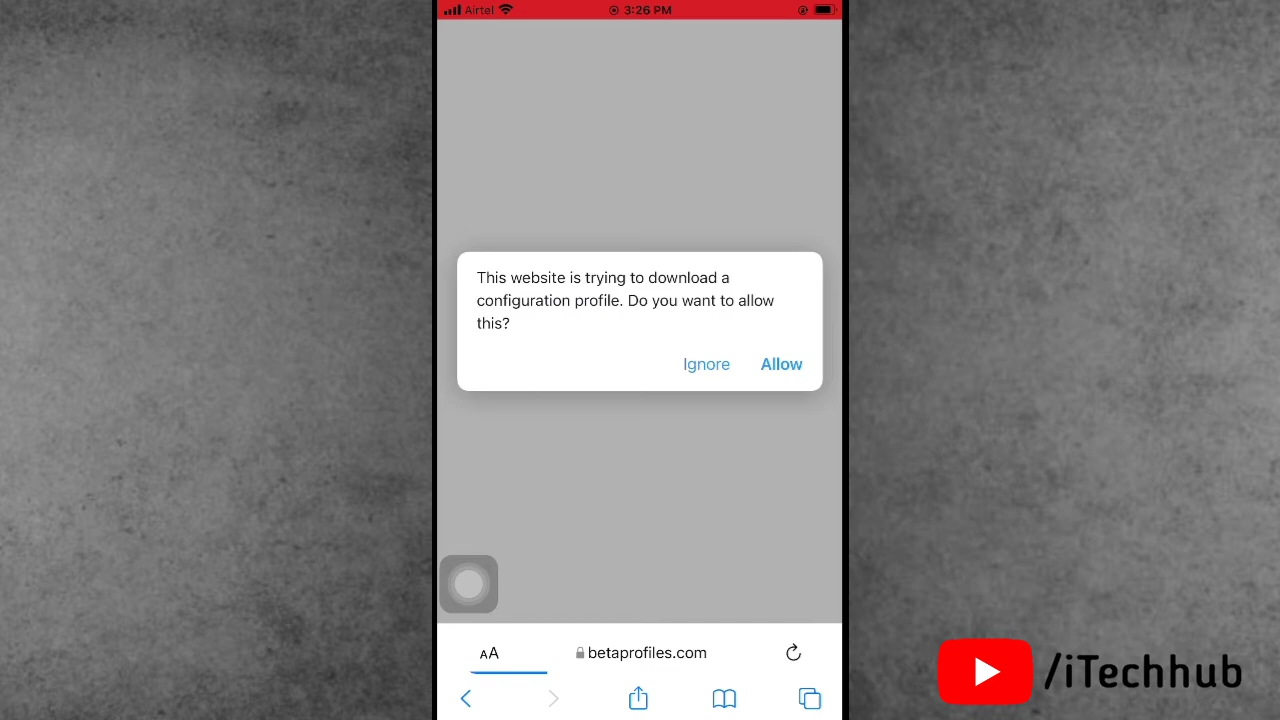 Airtel 3:26 PM
This website is trying to download a
configuration profile. Do you want to allow
this?
Ignore Allow
AA betaprofiles.com
/iTechhub